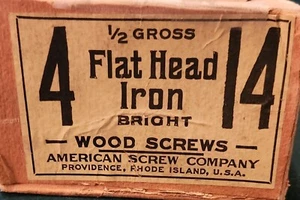 ½ GROSS
4 Flat Head 14
Iron
BRIGHT
— WOOD SCREWS —
AMERICAN SCREW COMPANY
PROVIDENCE, RHODE ISLAND, U.S.A.